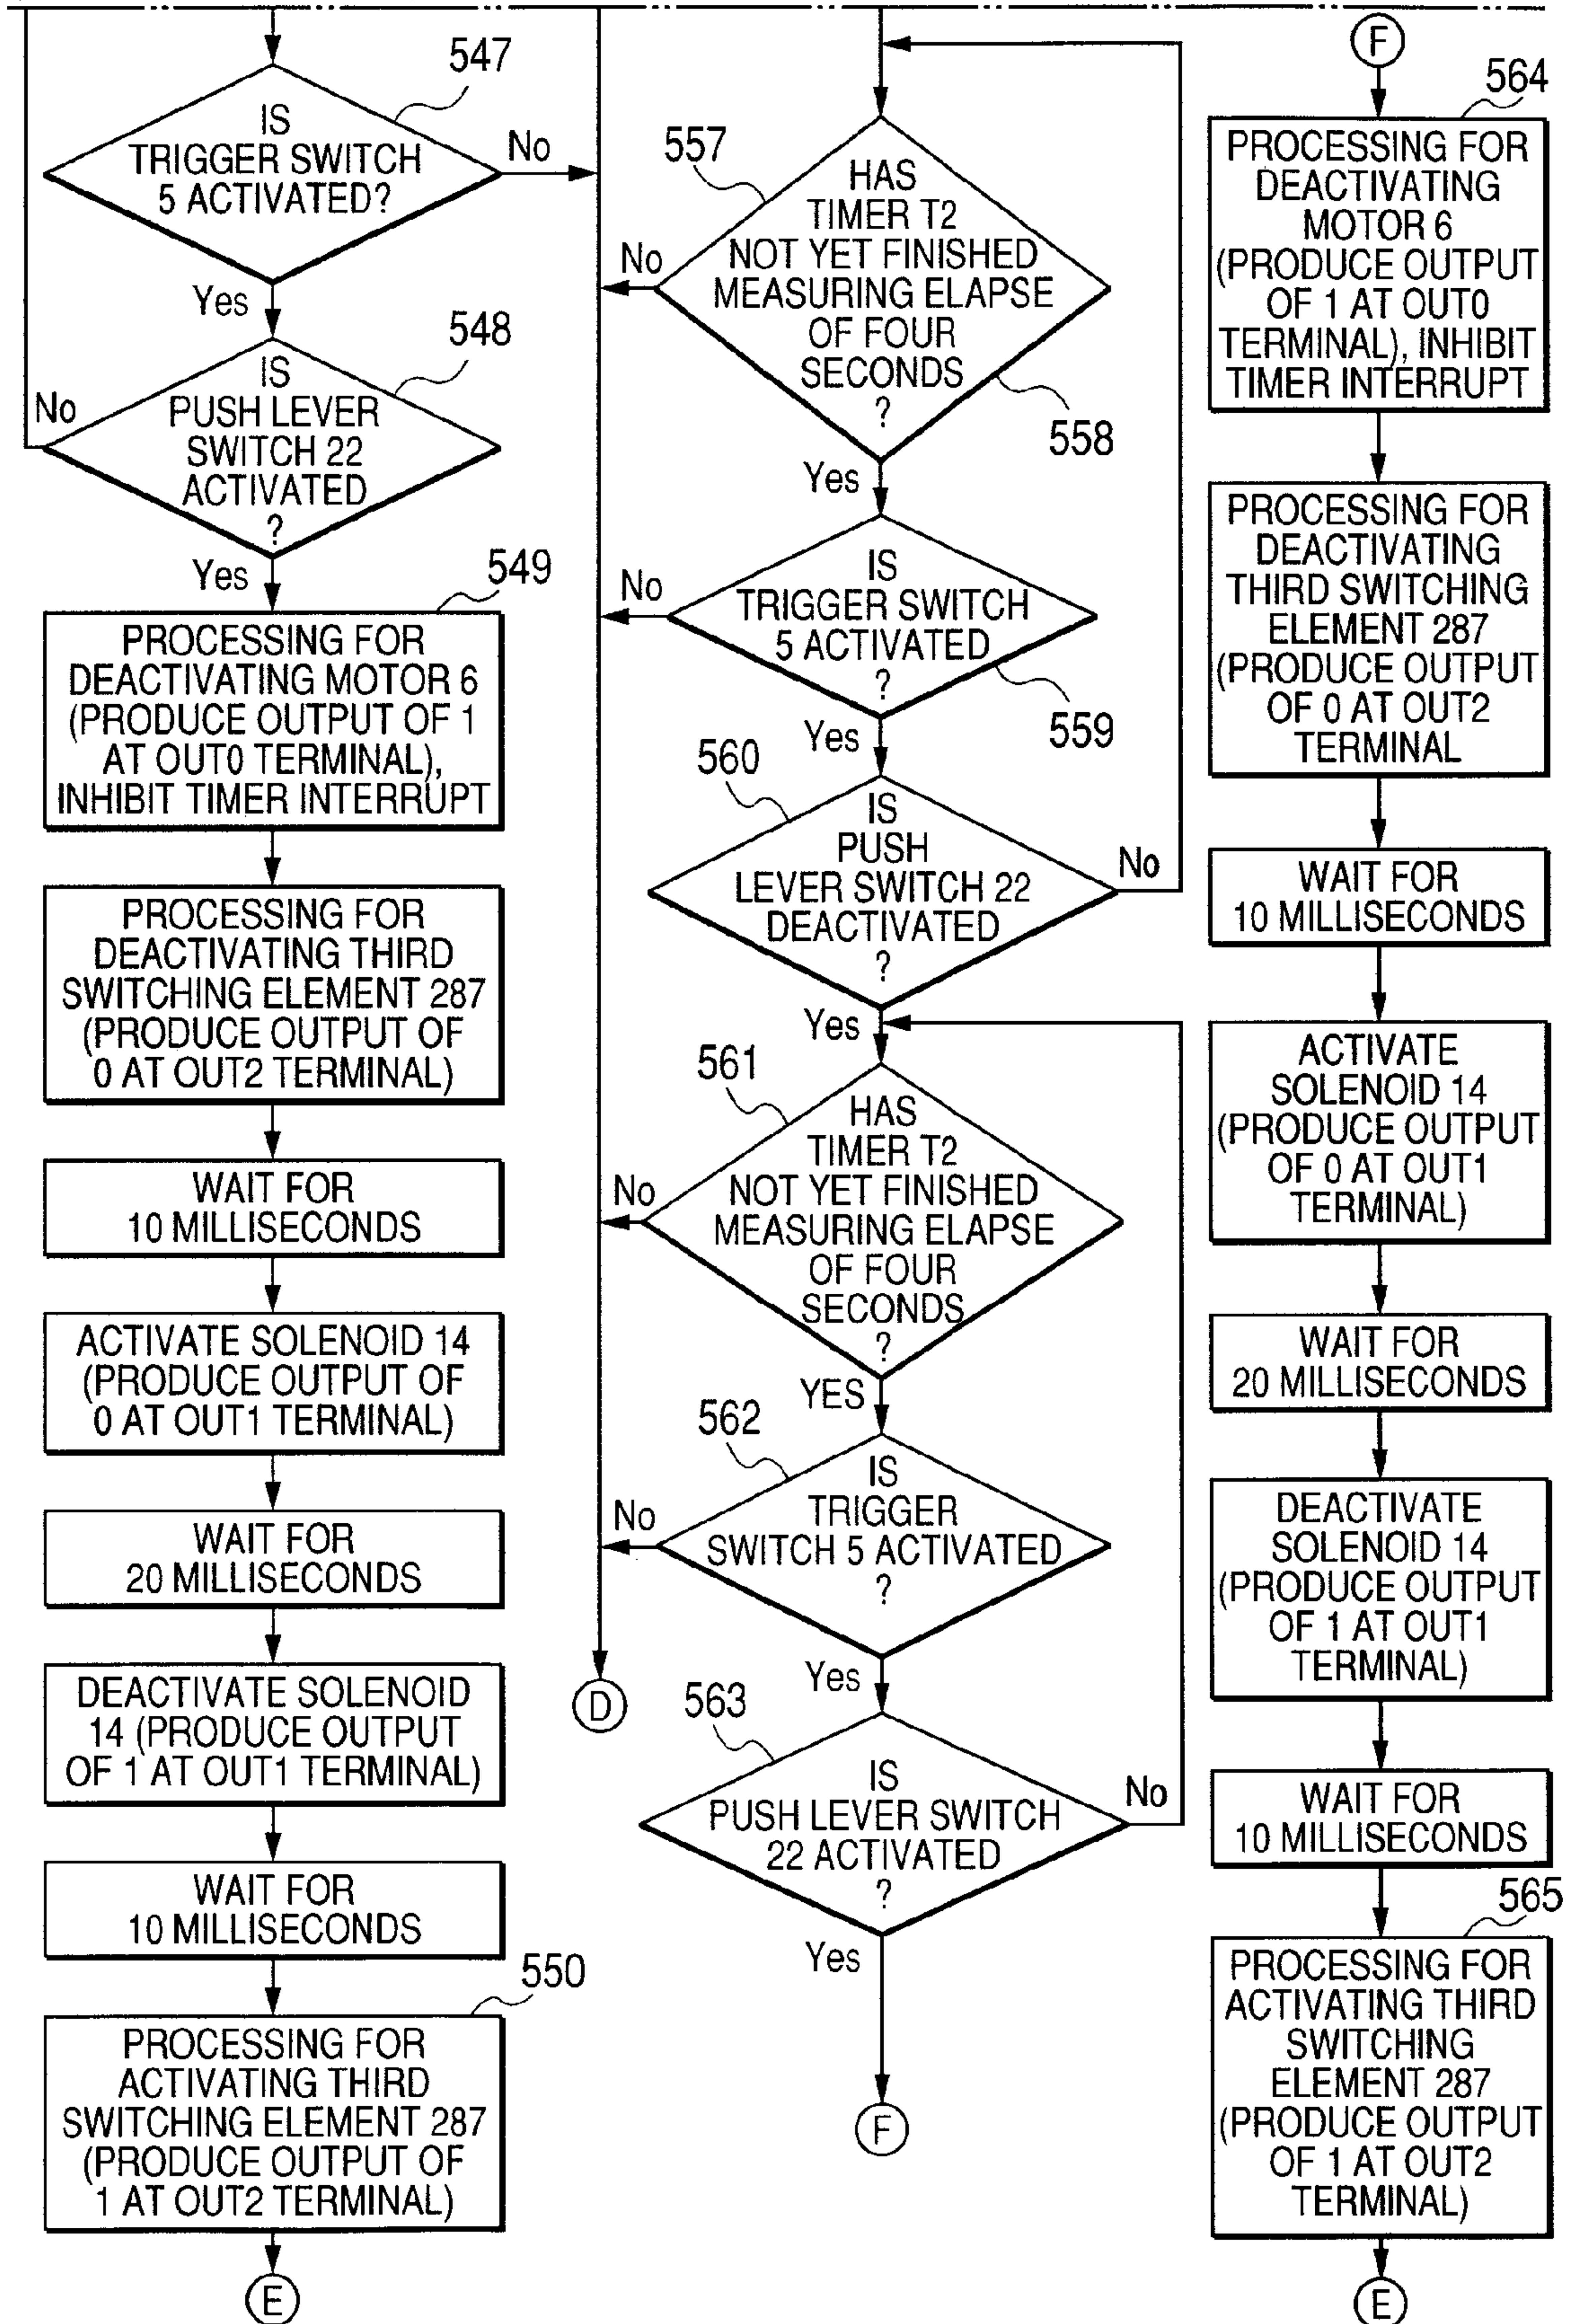 547
IS
TRIGGER SWITCH
5 ACTIVATED?
No
Yes
548
IS
PUSH LEVER
SWITCH 22
ACTIVATED
?
No
Yes
549
PROCESSING FOR
DEACTIVATING MOTOR 6
(PRODUCE OUTPUT OF 1
AT OUT0 TERMINAL),
INHIBIT TIMER INTERRUPT
PROCESSING FOR
DEACTIVATING THIRD
SWITCHING ELEMENT 287
(PRODUCE OUTPUT OF
0 AT OUT2 TERMINAL)
WAIT FOR
10 MILLISECONDS
ACTIVATE SOLENOID 14
(PRODUCE OUTPUT OF
0 AT OUT1 TERMINAL)
WAIT FOR
20 MILLISECONDS
DEACTIVATE SOLENOID
14 (PRODUCE OUTPUT
OF 1 AT OUT1 TERMINAL)
WAIT FOR
10 MILLISECONDS
550
PROCESSING FOR
ACTIVATING THIRD
SWITCHING ELEMENT 287
(PRODUCE OUTPUT OF
1 AT OUT2 TERMINAL)
E
D
557
HAS
TIMER T2
NOT YET FINISHED
MEASURING ELAPSE
OF FOUR
SECONDS
?
No
558
Yes
IS
TRIGGER SWITCH
5 ACTIVATED
?
No
559
Yes
560
IS
PUSH
LEVER SWITCH 22
DEACTIVATED
?
No
Yes
561
HAS
TIMER T2
NOT YET FINISHED
MEASURING ELAPSE
OF FOUR
SECONDS
?
No
YES
562
IS
TRIGGER
SWITCH 5 ACTIVATED
?
No
Yes
563
IS
PUSH LEVER SWITCH
22 ACTIVATED
?
No
Yes
F
F
564
PROCESSING FOR
DEACTIVATING
MOTOR 6
(PRODUCE OUTPUT
OF 1 AT OUT0
TERMINAL), INHIBIT
TIMER INTERRUPT
PROCESSING FOR
DEACTIVATING
THIRD SWITCHING
ELEMENT 287
(PRODUCE OUTPUT
OF 0 AT OUT2
TERMINAL
WAIT FOR
10 MILLISECONDS
ACTIVATE
SOLENOID 14
(PRODUCE OUTPUT
OF 0 AT OUT1
TERMINAL)
WAIT FOR
20 MILLISECONDS
DEACTIVATE
SOLENOID 14
(PRODUCE OUTPUT
OF 1 AT OUT1
TERMINAL)
WAIT FOR
10 MILLISECONDS
565
PROCESSING FOR
ACTIVATING THIRD
SWITCHING
ELEMENT 287
(PRODUCE OUTPUT
OF 1 AT OUT2
TERMINAL)
E